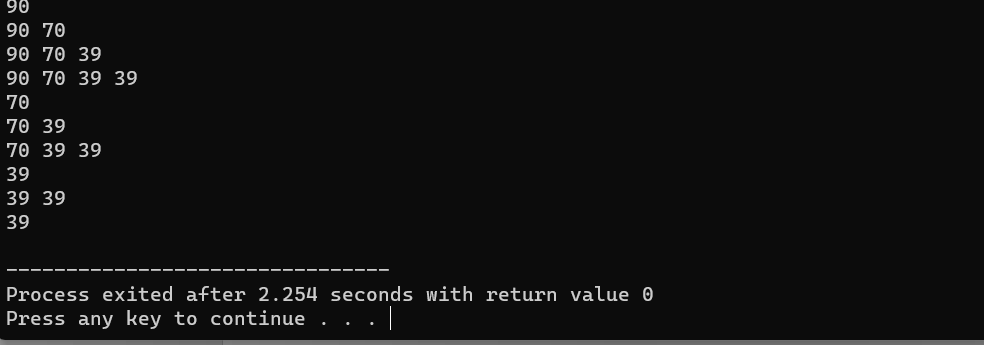 90
90 70
90 70 39
90 70 39 39
70
70 39
70 39 39
39
39 39
39
--------------------------------
Process exited after 2.254 seconds with return value 0
Press any key to continue . . .